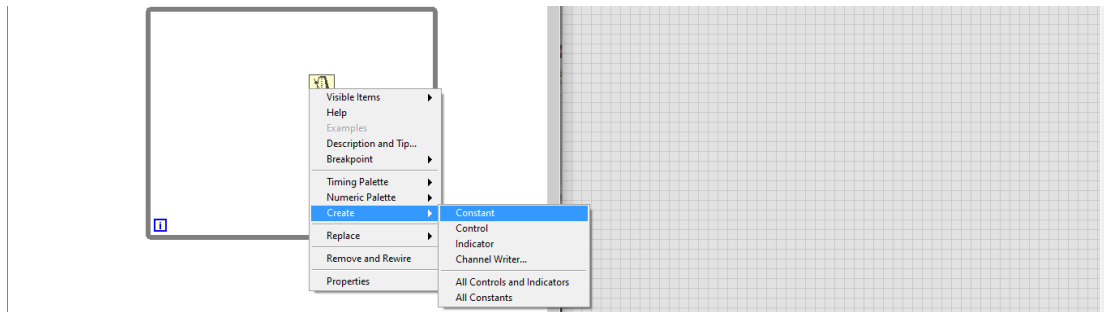 Visible Items
Help
Examples
Description and Tip...
Breakpoint
Timing Palette
Numeric Palette
Create
Replace
Remove and Rewire
Properties
Constant
Control
Indicator
Channel Writer...
All Controls and Indicators
All Constants
i